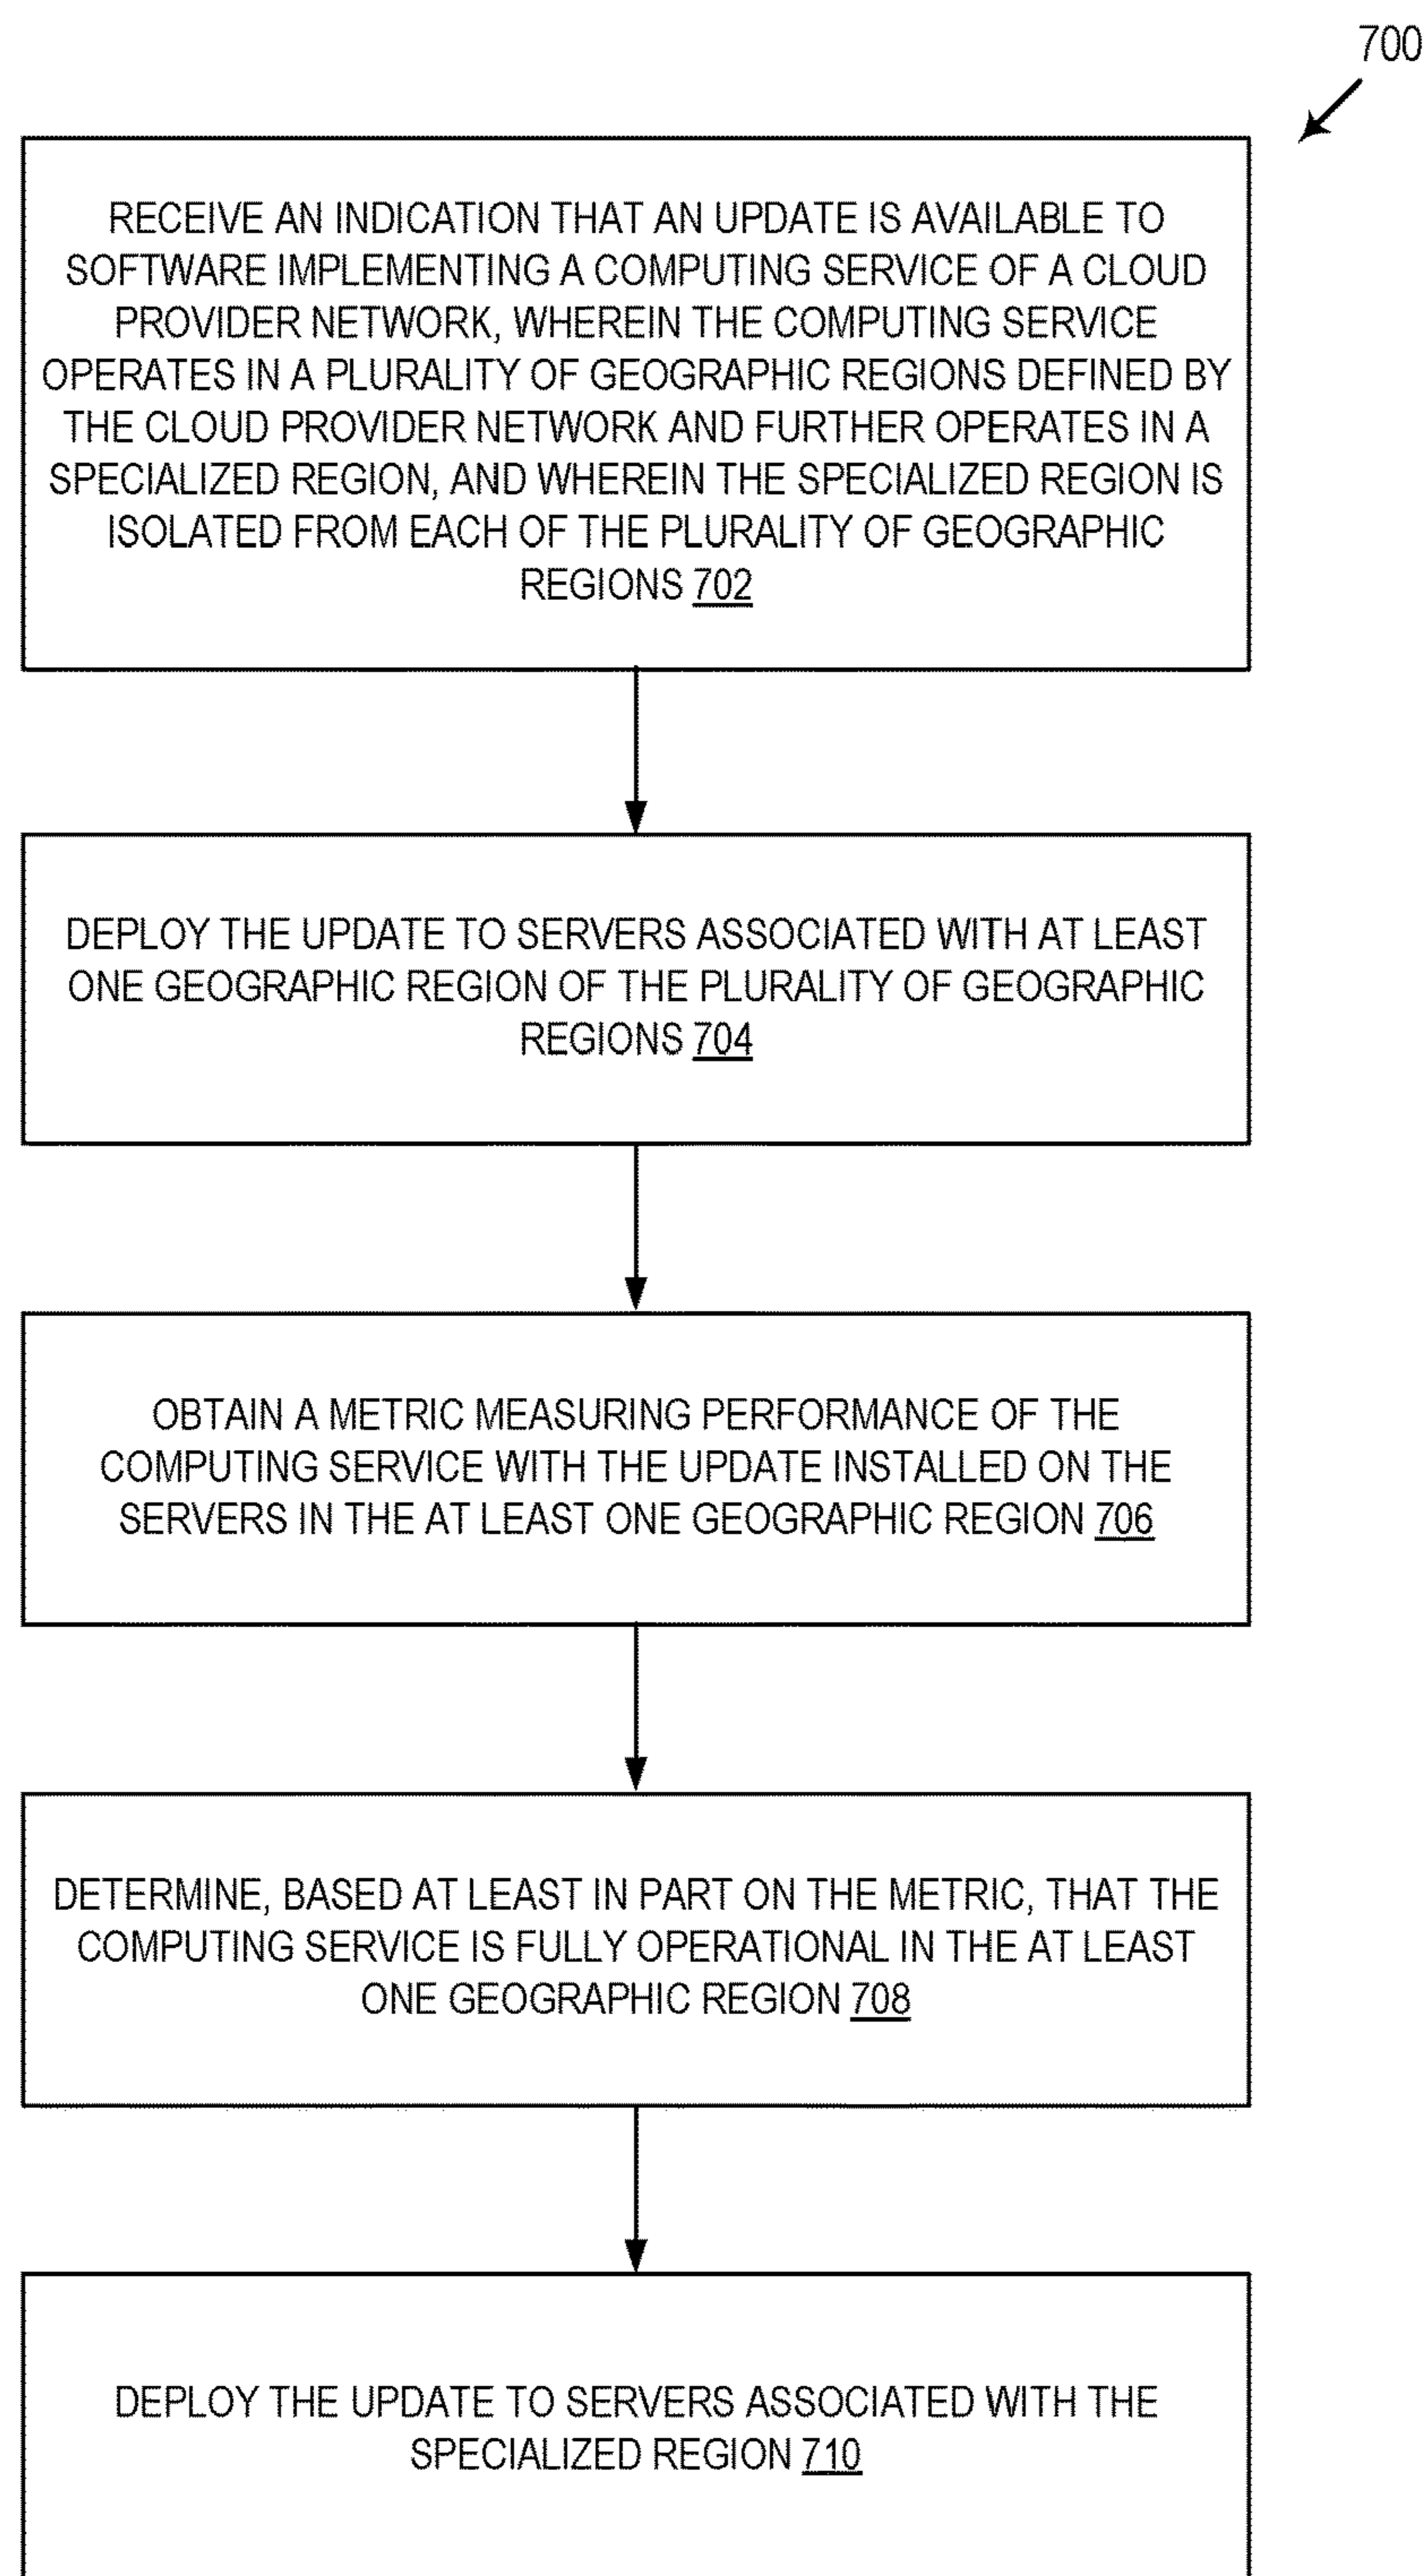 700
RECEIVE AN INDICATION THAT AN UPDATE IS AVAILABLE TO
SOFTWARE IMPLEMENTING A COMPUTING SERVICE OF A CLOUD
PROVIDER NETWORK, WHEREIN THE COMPUTING SERVICE
OPERATES IN A PLURALITY OF GEOGRAPHIC REGIONS DEFINED BY
THE CLOUD PROVIDER NETWORK AND FURTHER OPERATES IN A
SPECIALIZED REGION, AND WHEREIN THE SPECIALIZED REGION IS
ISOLATED FROM EACH OF THE PLURALITY OF GEOGRAPHIC
REGIONS 702
DEPLOY THE UPDATE TO SERVERS ASSOCIATED WITH AT LEAST
ONE GEOGRAPHIC REGION OF THE PLURALITY OF GEOGRAPHIC
REGIONS 704
OBTAIN A METRIC MEASURING PERFORMANCE OF THE
COMPUTING SERVICE WITH THE UPDATE INSTALLED ON THE
SERVERS IN THE AT LEAST ONE GEOGRAPHIC REGION 706
DETERMINE, BASED AT LEAST IN PART ON THE METRIC, THAT THE
COMPUTING SERVICE IS FULLY OPERATIONAL IN THE AT LEAST
ONE GEOGRAPHIC REGION 708
DEPLOY THE UPDATE TO SERVERS ASSOCIATED WITH THE
SPECIALIZED REGION 710